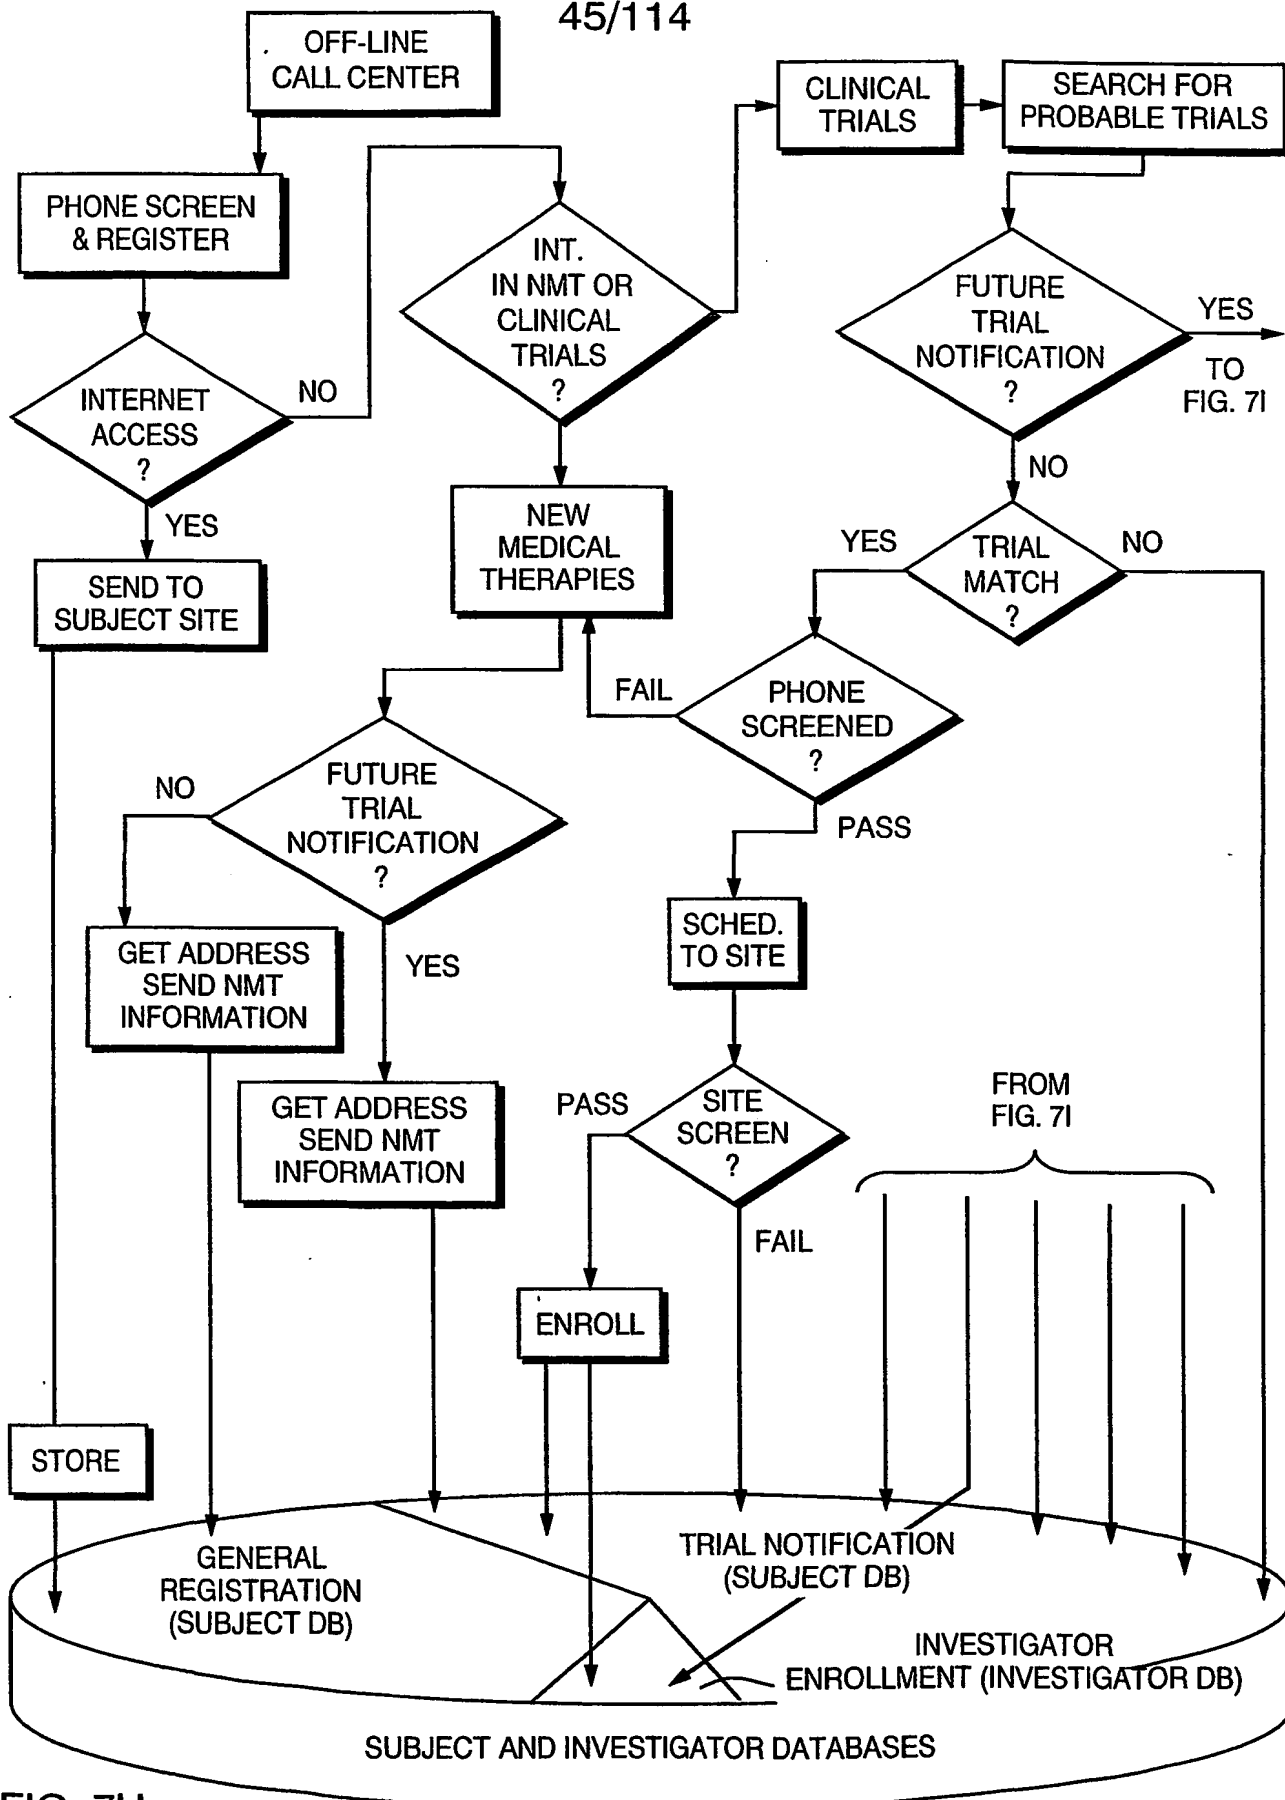 45/114
OFF-LINE
CALL CENTER
CLINICAL
TRIALS
SEARCH FOR
PROBABLE TRIALS
PHONE SCREEN
& REGISTER
INT.
IN NMT OR
CLINICAL
TRIALS
?
FUTURE
TRIAL
NOTIFICATION
?
YES
TO
FIG. 7I
INTERNET
ACCESS
?
NO
YES
NO
SEND TO
SUBJECT SITE
NEW
MEDICAL
THERAPIES
YES
TRIAL
MATCH
?
NO
FAIL
PHONE
SCREENED
?
PASS
NO
FUTURE
TRIAL
NOTIFICATION
?
YES
GET ADDRESS
SEND NMT
INFORMATION
SCHED.
TO SITE
GET ADDRESS
SEND NMT
INFORMATION
PASS
SITE
SCREEN
?
FAIL
FROM
FIG. 7I
ENROLL
STORE
GENERAL
REGISTRATION
(SUBJECT DB)
TRIAL NOTIFICATION
(SUBJECT DB)
INVESTIGATOR
ENROLLMENT (INVESTIGATOR DB)
SUBJECT AND INVESTIGATOR DATABASES